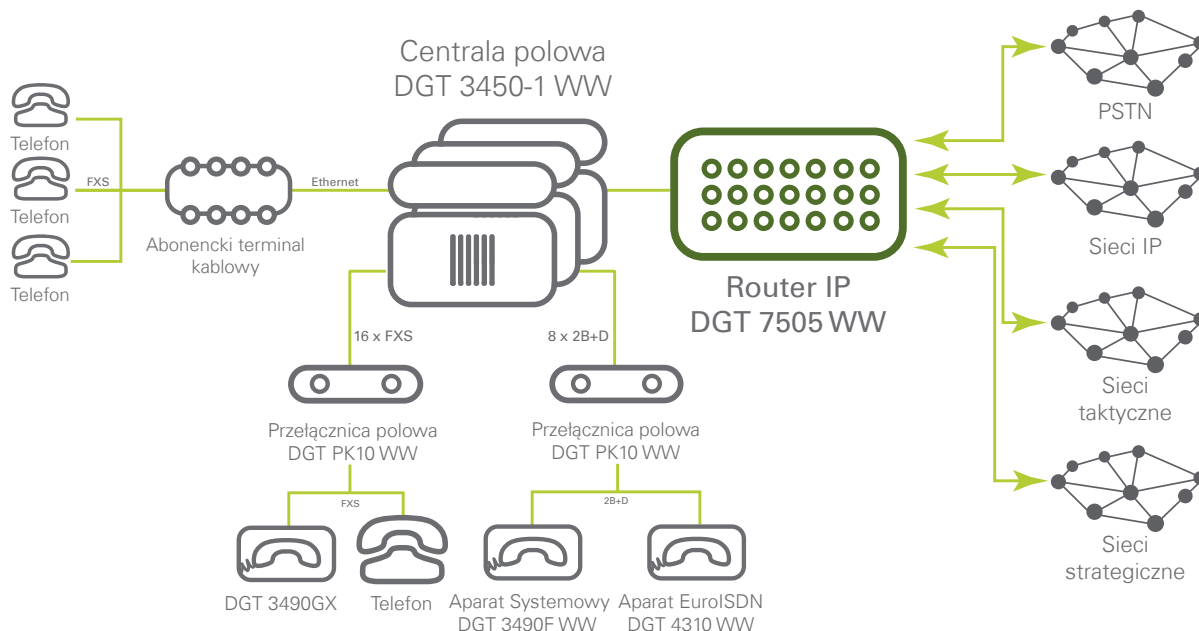 Centrala polowa
DGT 3450-1 WW
Telefon
FXS
Telefon
Telefon
Ethernet
Abonencki terminal
kablowy
Router IP
DGT 7505 WW
PSTN
Sieci IP
Sieci
taktyczne
Sieci
strategiczne
16 x FXS
8 x 2B+D
Przełącznica polowa
DGT PK10 WW
Przełącznica polowa
DGT PK10 WW
FXS
2B+D
DGT 3490GX
Telefon
Aparat Systemowy
DGT 3490F WW
Aparat EuroISDN
DGT 4310 WW